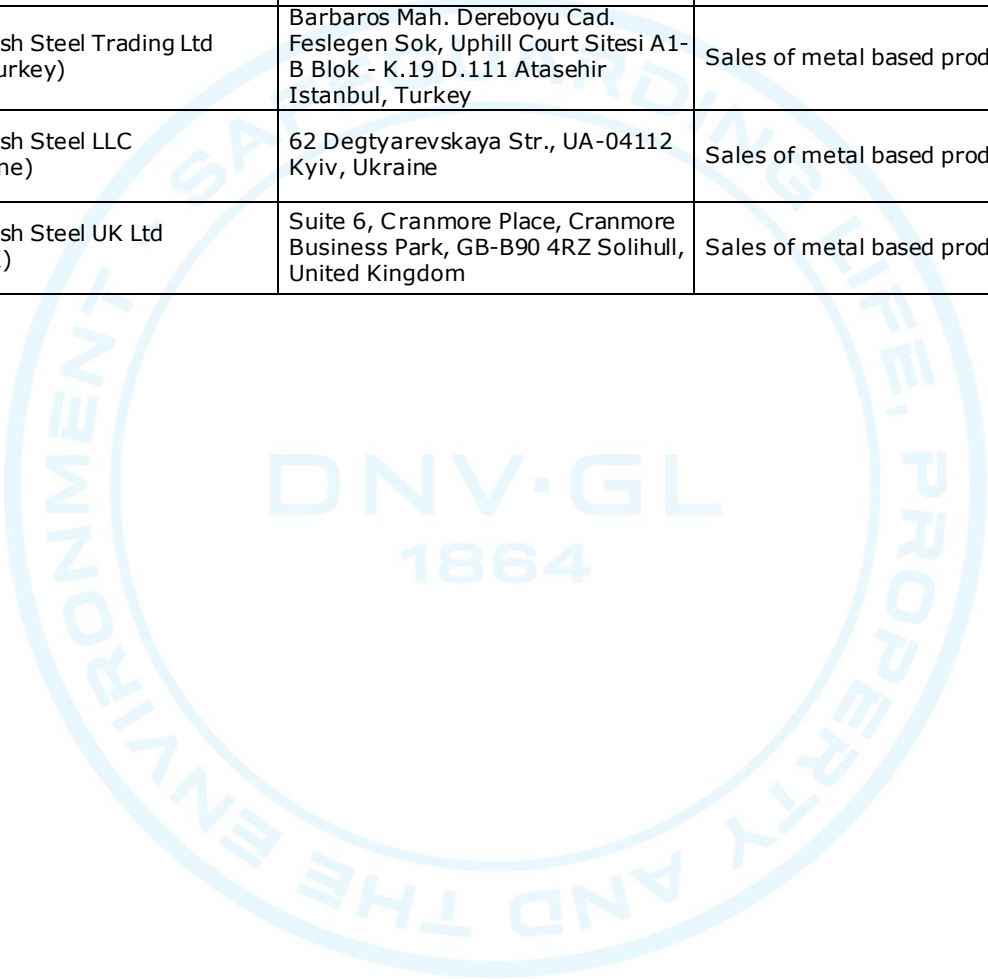 sh Steel Trading Ltd
urkey)
Barbaros Mah. Dereboyu Cad.
Feslegen Sok, Uphill Court Sitesi A1-
B Blok - K.19 D.111 Atasehir
Istanbul, Turkey
Sales of metal based prod
sh Steel LLC
ne)
62 Degtyarevskaya Str., UA-04112
Kyiv, Ukraine
Sales of metal based prod
sh Steel UK Ltd
)
Suite 6, Cranmore Place, Cranmore
Business Park, GB-B90 4RZ Solihull,
United Kingdom
Sales of metal based prod
SAFEGUARDING LIFE, PROPERTY AND THE ENVIRONMENT
DNV·GL
1864